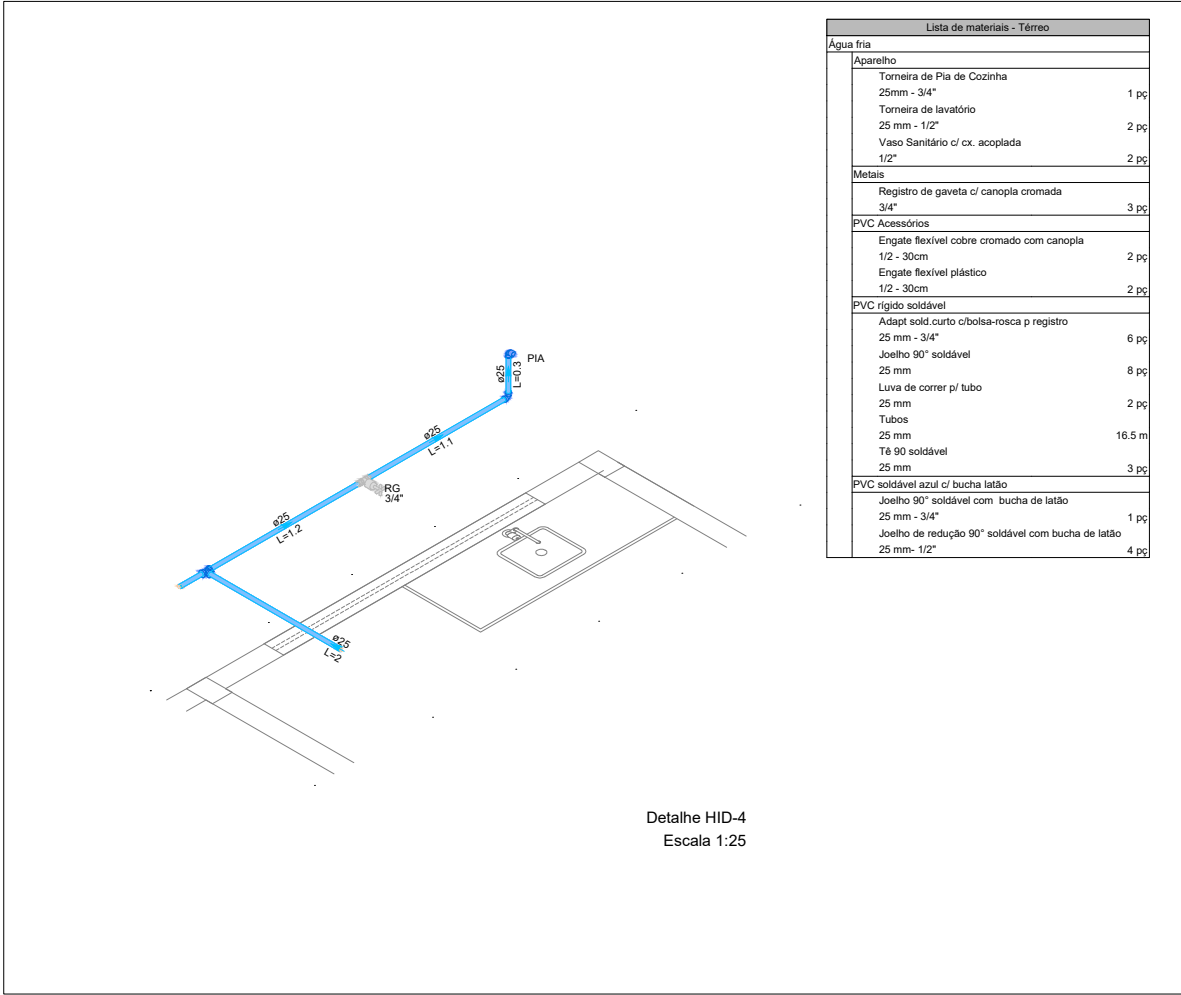 Lista de materiais - Térreo
Água fria
Aparelho
Torneira de Pia de Cozinha
25mm - 3/4" 1 pç
Torneira de lavatório
25 mm - 1/2" 2 pç
Vaso Sanitário c/ cx. acoplada
1/2" 2 pç
Metais
Registro de gaveta c/ canopla cromada
3/4" 3 pç
PVC Acessórios
Engate flexível cobre cromado com canopla
1/2 - 30cm 2 pç
Engate flexível plástico
1/2 - 30cm 2 pç
PVC rígido soldável
Adapt sold.curto c/bolsa-rosca p registro
25 mm - 3/4" 6 pç
Joelho 90° soldável
25 mm 8 pç
Luva de correr p/ tubo
25 mm 2 pç
Tubos
25 mm 16.5 m
Tê 90 soldável
25 mm 3 pç
PVC soldável azul c/ bucha latão
Joelho 90° soldável com bucha de latão
25 mm - 3/4" 1 pç
Joelho de redução 90° soldável com bucha de latão
25 mm- 1/2" 4 pç
PIA
ø25
L=0.3
ø25
L=1.1
RG
3/4"
ø25
L=1.2
ø25
L=2
Detalhe HID-4
Escala 1:25